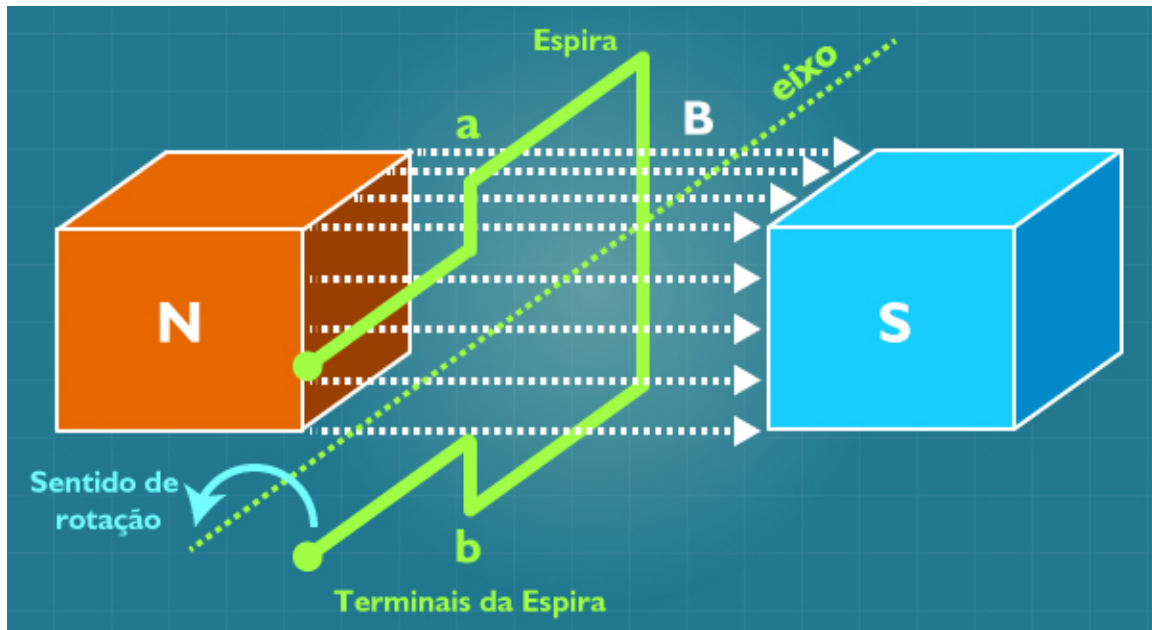 Espira
eixo
a
B
N
S
Sentido de
rotação
b
Terminais da Espira